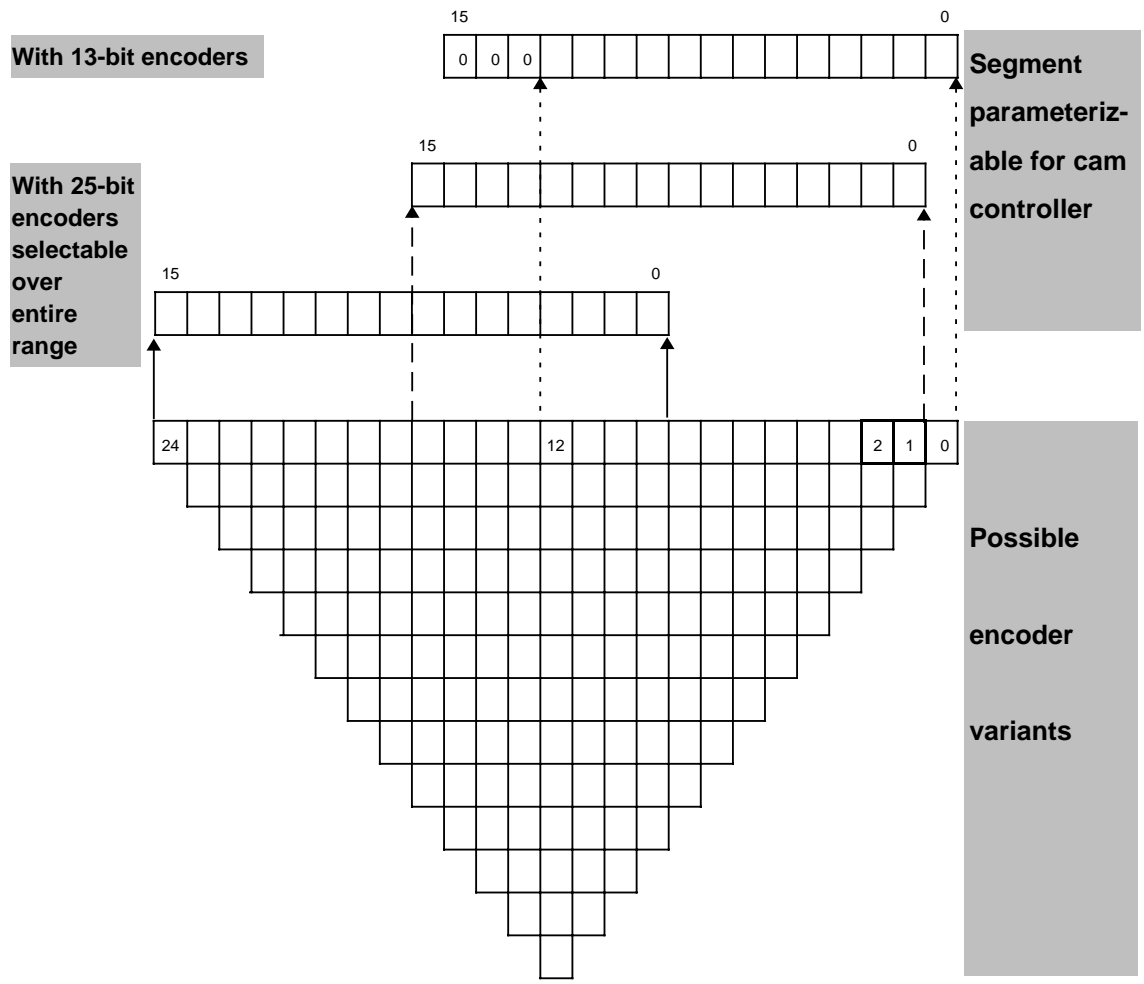 15 0
With 13-bit encoders
0 0 0
Segment
parameteriz-
able for cam
controller
15 0
With 25-bit
encoders
selectable
over
entire
range
15 0
24 12 2 1 0
Possible
encoder
variants